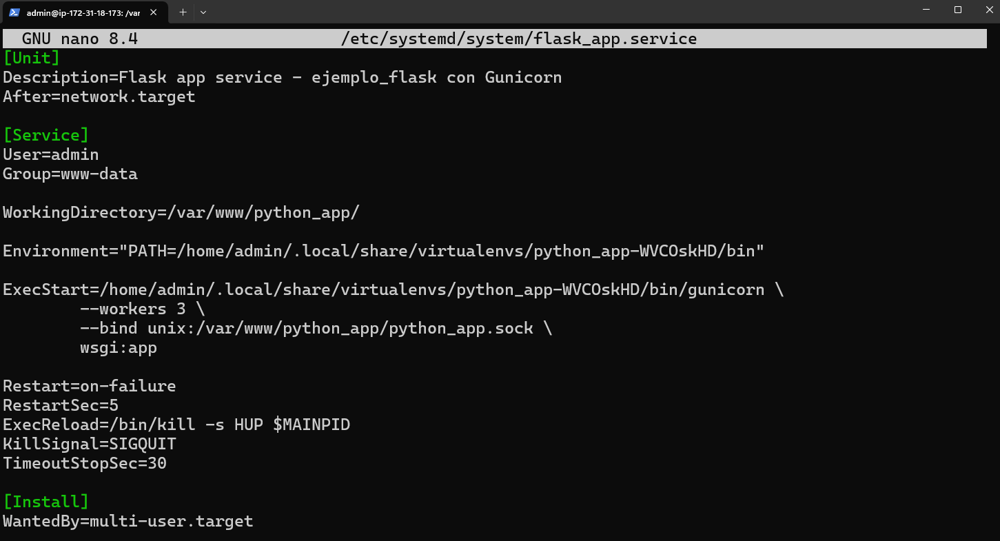 admin@ip-172-31-18-173: /var
GNU nano 8.4 /etc/systemd/system/flask_app.service
[Unit]
Description=Flask app service - ejemplo_flask con Gunicorn
After=network.target
[Service]
User=admin
Group=www-data
WorkingDirectory=/var/www/python_app/
Environment="PATH=/home/admin/.local/share/virtualenvs/python_app-WVCOskHD/bin"
ExecStart=/home/admin/.local/share/virtualenvs/python_app-WVCOskHD/bin/gunicorn \
--workers 3 \
--bind unix:/var/www/python_app/python_app.sock \
wsgi:app
Restart=on-failure
RestartSec=5
ExecReload=/bin/kill -s HUP $MAINPID
KillSignal=SIGQUIT
TimeoutStopSec=30
[Install]
WantedBy=multi-user.target